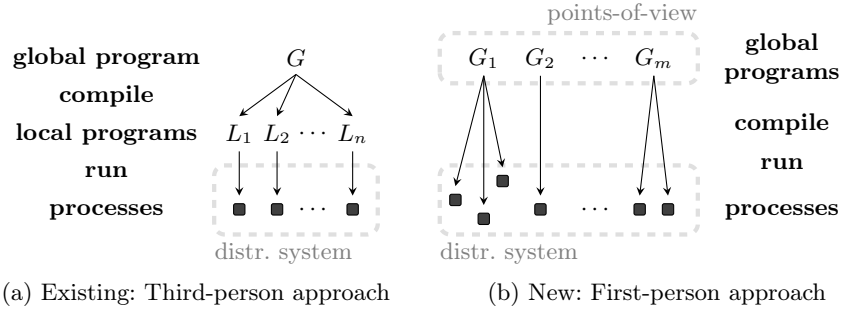 global program
compile
local programs
run
processes
G
L1 L2 ··· Ln
···
distr. system
(a) Existing: Third-person approach
points-of-view
G1 G2 ··· Gm
···
distr. system
global
programs
compile
run
processes
(b) New: First-person approach